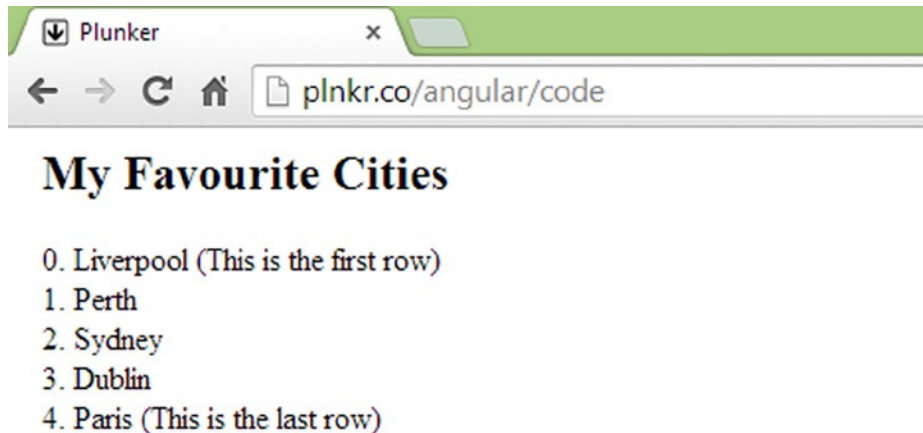 Plunker
plnkr.co/angular/code
My Favourite Cities
0. Liverpool (This is the first row)
1. Perth
2. Sydney
3. Dublin
4. Paris (This is the last row)